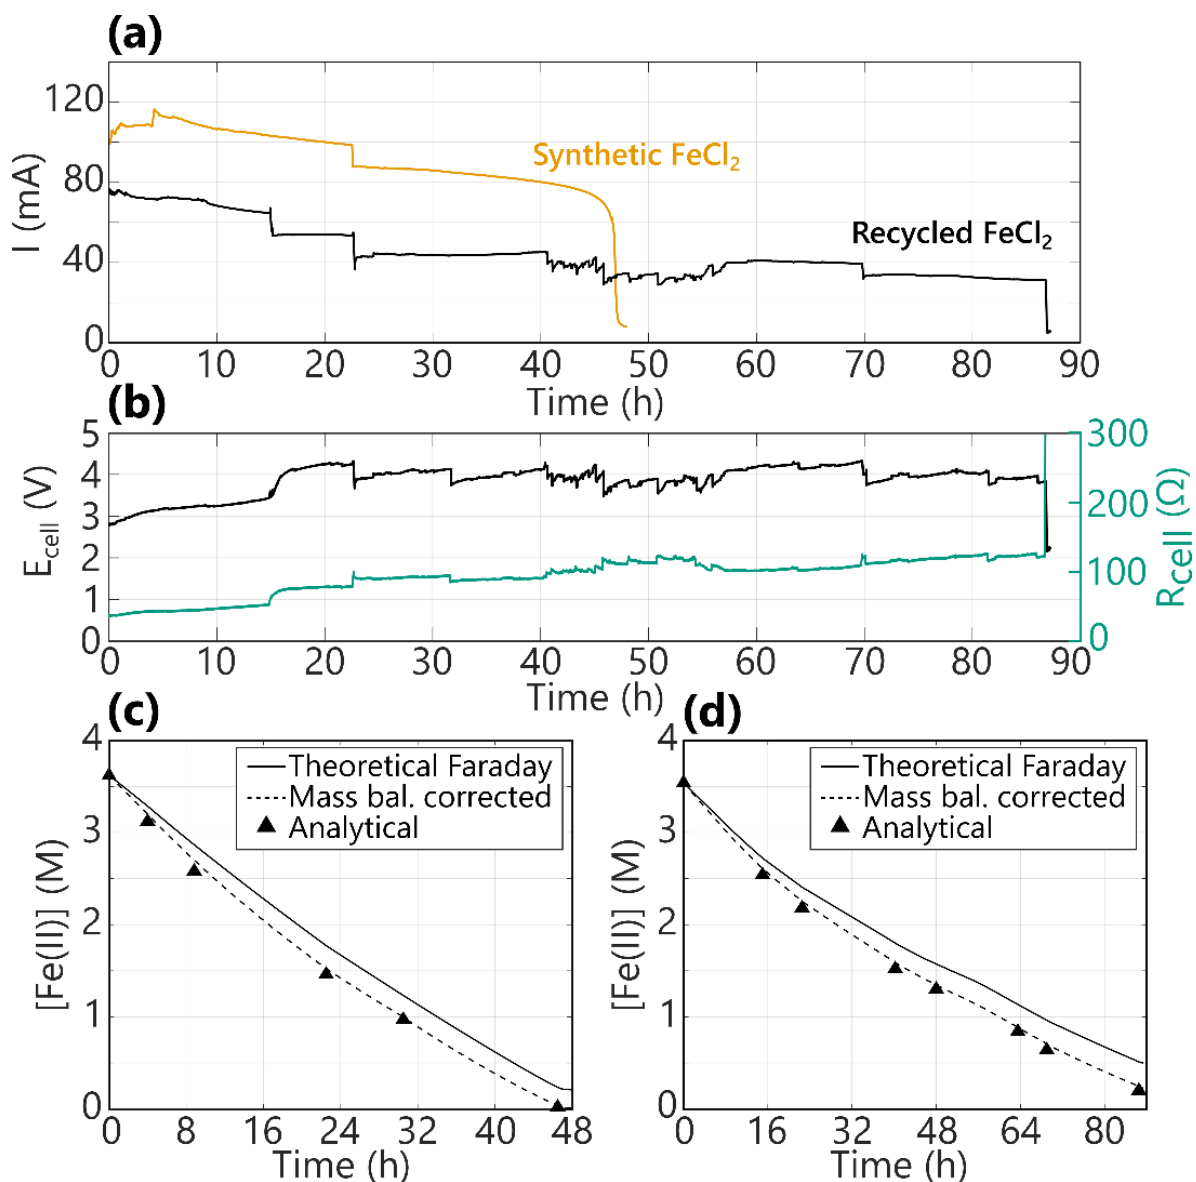 (a)
120
80
40
0
I (mA)
Synthetic FeCl₂
Recycled FeCl₂
0 10 20 30 40 50 60 70 80 90
Time (h)
(b)
5
4
3
2
1
0
E_cell (V)
300
200
100
0
R_cell (Ω)
0 10 20 30 40 50 60 70 80 90
Time (h)
(c)
4
3
2
1
0
[Fe(II)] (M)
Theoretical Faraday
Mass bal. corrected
Analytical
0 8 16 24 32 40 48
Time (h)
(d)
4
3
2
1
0
[Fe(II)] (M)
Theoretical Faraday
Mass bal. corrected
Analytical
0 16 32 48 64 80
Time (h)